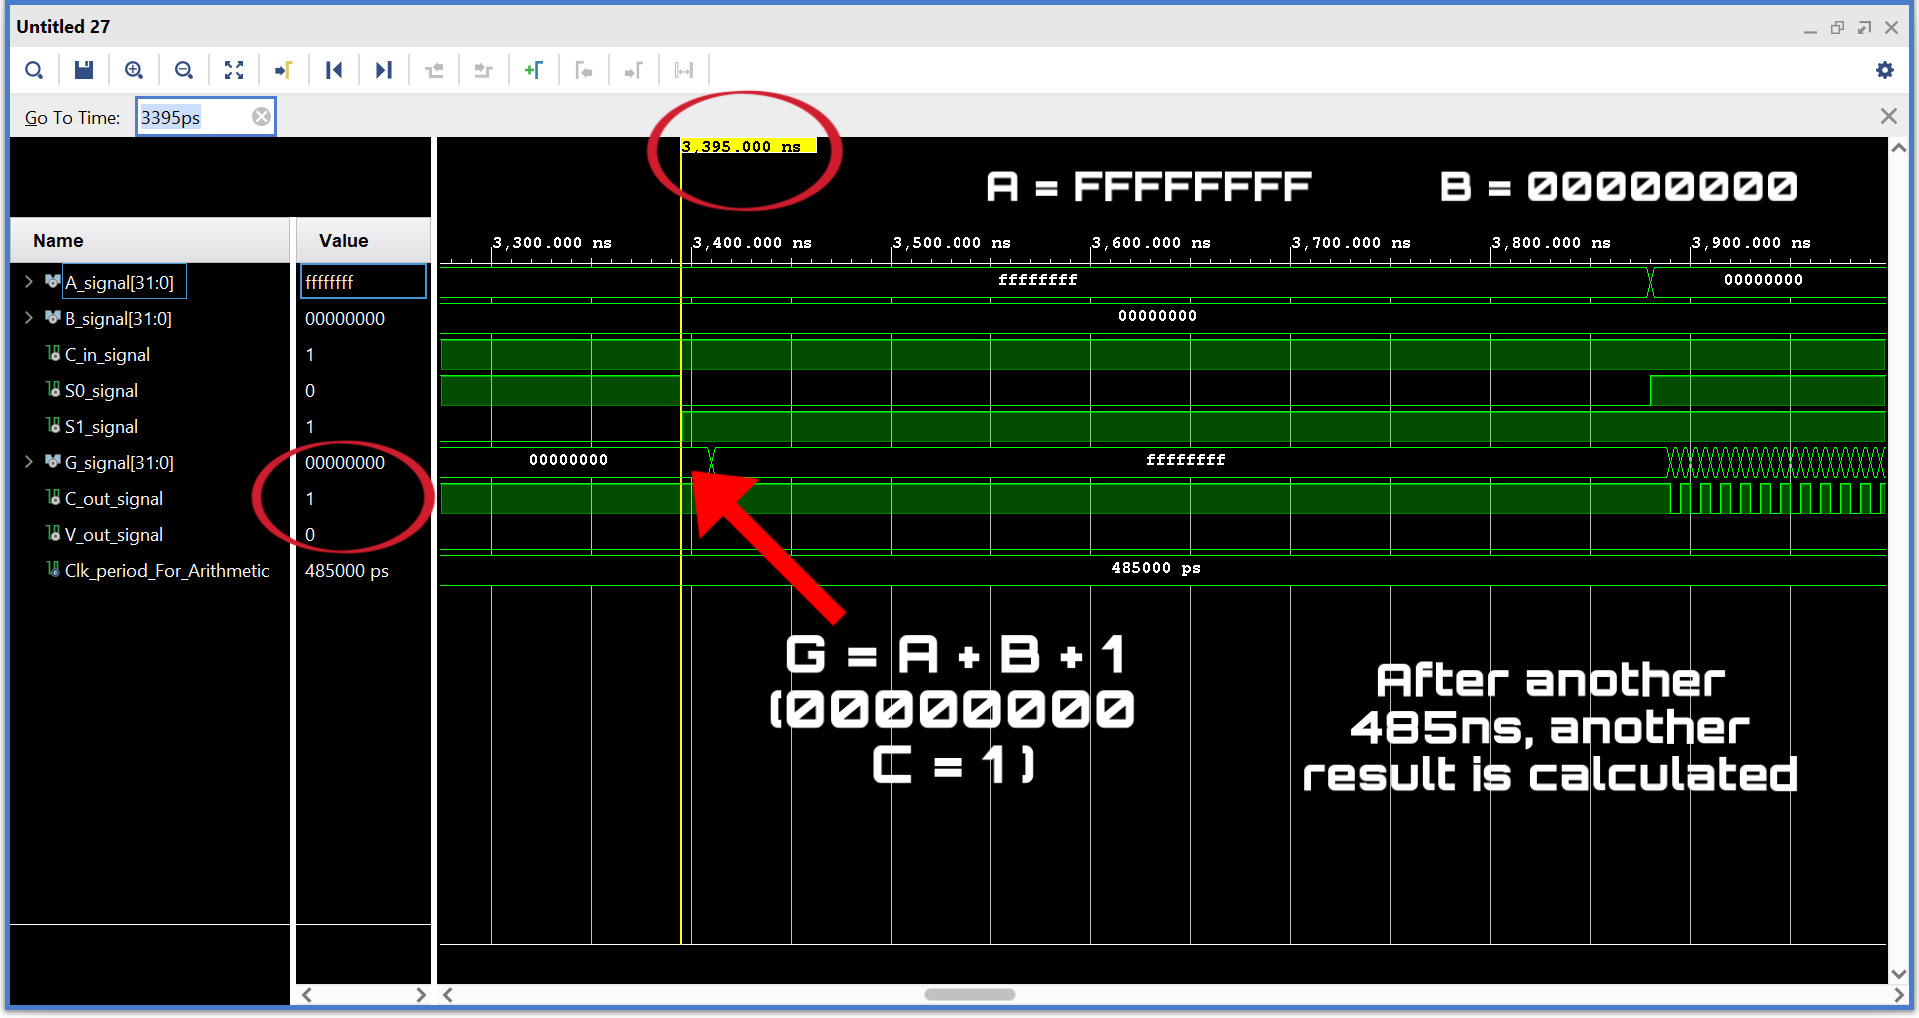 Untitled 27
Go To Time: 3395ps
3,395.000 ns
A = FFFFFFFF B = 00000000
Name Value
3,300.000 ns 3,400.000 ns 3,500.000 ns 3,600.000 ns 3,700.000 ns 3,800.000 ns 3,900.000 ns
A_signal[31:0] ffffffff ffffffff 00000000
B_signal[31:0] 00000000 00000000
C_in_signal 1
S0_signal 0
S1_signal 1
G_signal[31:0] 00000000 00000000 ffffffff
C_out_signal 1
V_out_signal 0
Clk_period_For_Arithmetic 485000 ps 485000 ps
G = A + B + 1
(00000000
C = 1)
After another
485ns, another
result is calculated